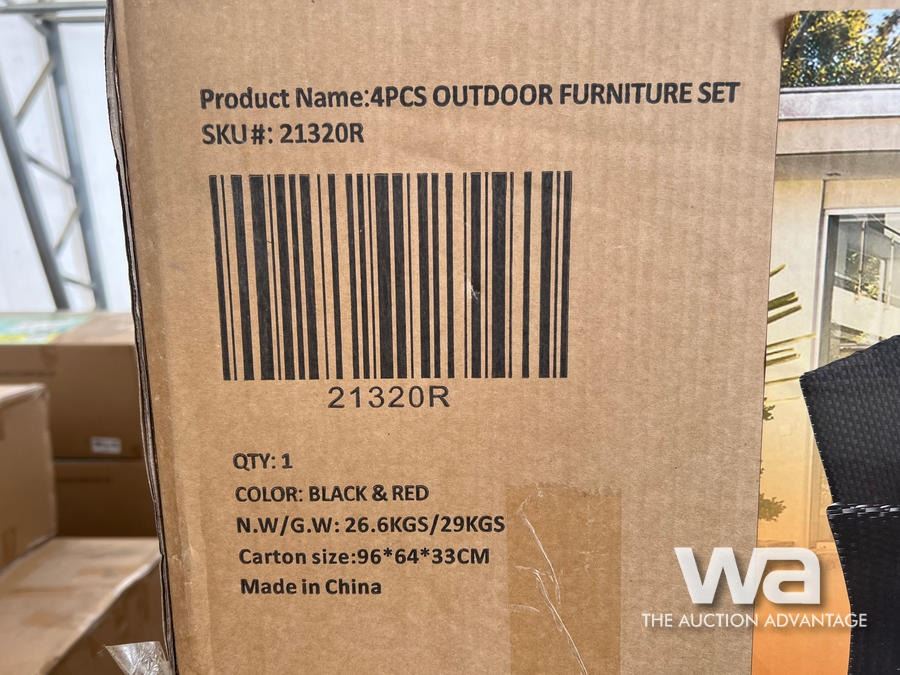 Product Name:4PCS OUTDOOR FURNITURE SET
SKU#: 21320R
21320R
QTY: 1
COLOR: BLACK & RED
N.W/G.W: 26.6KGS/29KGS
Carton size:96*64*33CM
Made in China
wa
THE AUCTION ADVANTAGE